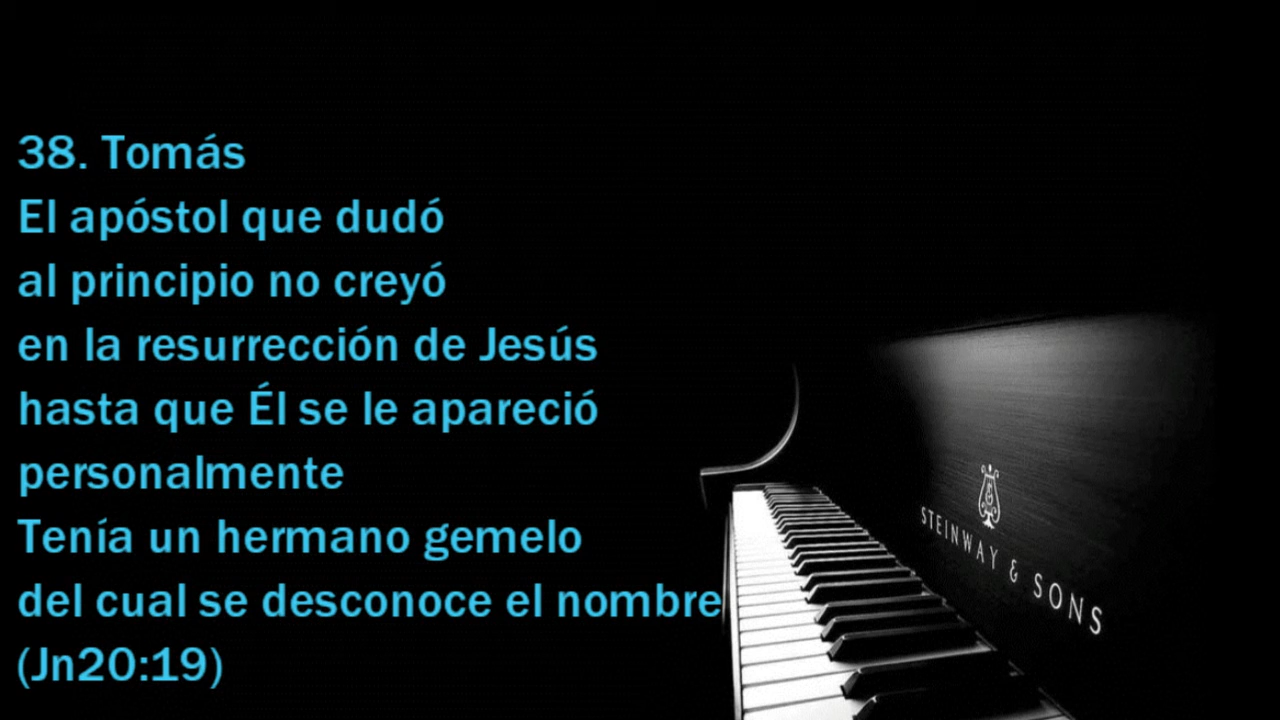 38. Tomás
El apóstol que dudó
al principio no creyó
en la resurrección de Jesús
hasta que Él se le apareció
personalmente
Tenía un hermano gemelo
del cual se desconoce el nombre
(Jn20:19)
STEINWAY & SONS